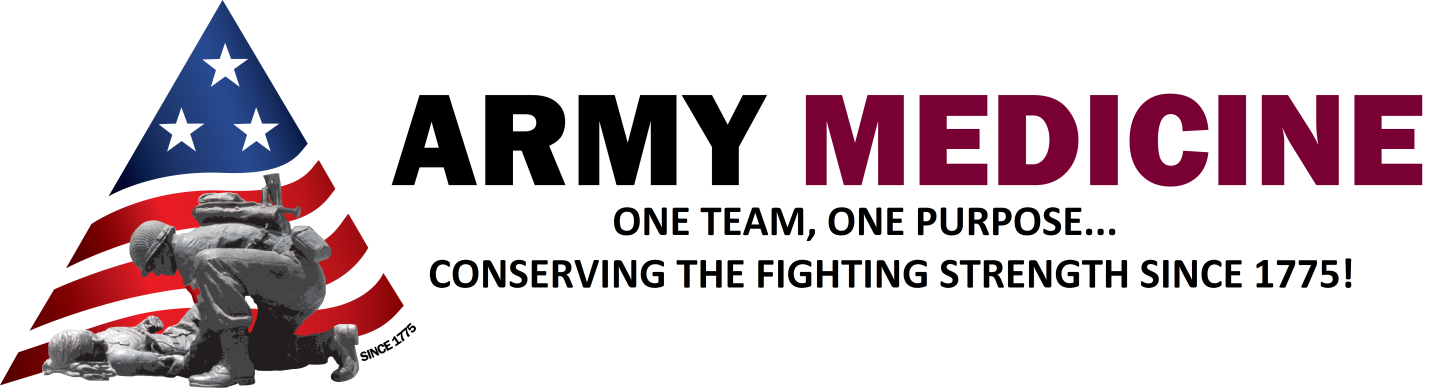 ARMY MEDICINE
ONE TEAM, ONE PURPOSE...
CONSERVING THE FIGHTING STRENGTH SINCE 1775!
SINCE 1775